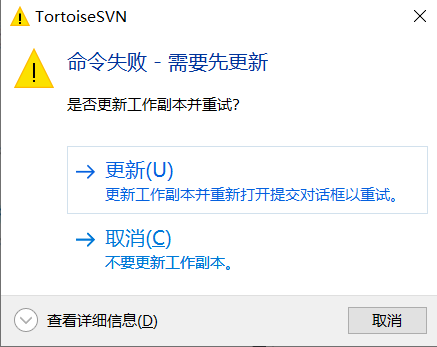 TortoiseSVN
命令失败 - 需要先更新
是否更新工作副本并重试?
更新(U)
更新工作副本并重新打开提交对话框以重试。
取消(C)
不要更新工作副本。
查看详细信息(D)
取消